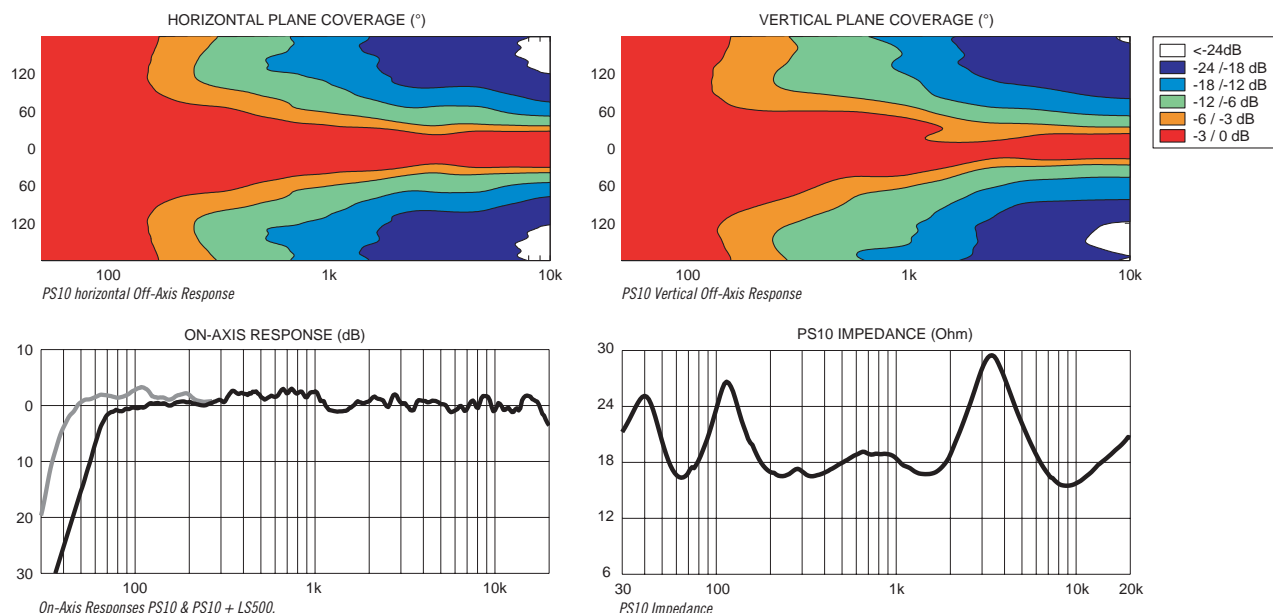 HORIZONTAL PLANE COVERAGE (°)
120
60
0
60
120
100
1k
10k
PS10 horizontal Off-Axis Response
VERTICAL PLANE COVERAGE (°)
120
60
0
60
120
100
1k
10k
PS10 Vertical Off-Axis Response
<-24dB
-24 /-18 dB
-18 /-12 dB
-12 /-6 dB
-6 / -3 dB
-3 / 0 dB
ON-AXIS RESPONSE (dB)
10
0
10
20
30
100
1k
10k
On-Axis Responses PS10 & PS10 + LS500.
PS10 IMPEDANCE (Ohm)
30
24
18
12
6
30
100
1k
10k
20k
PS10 Impedance